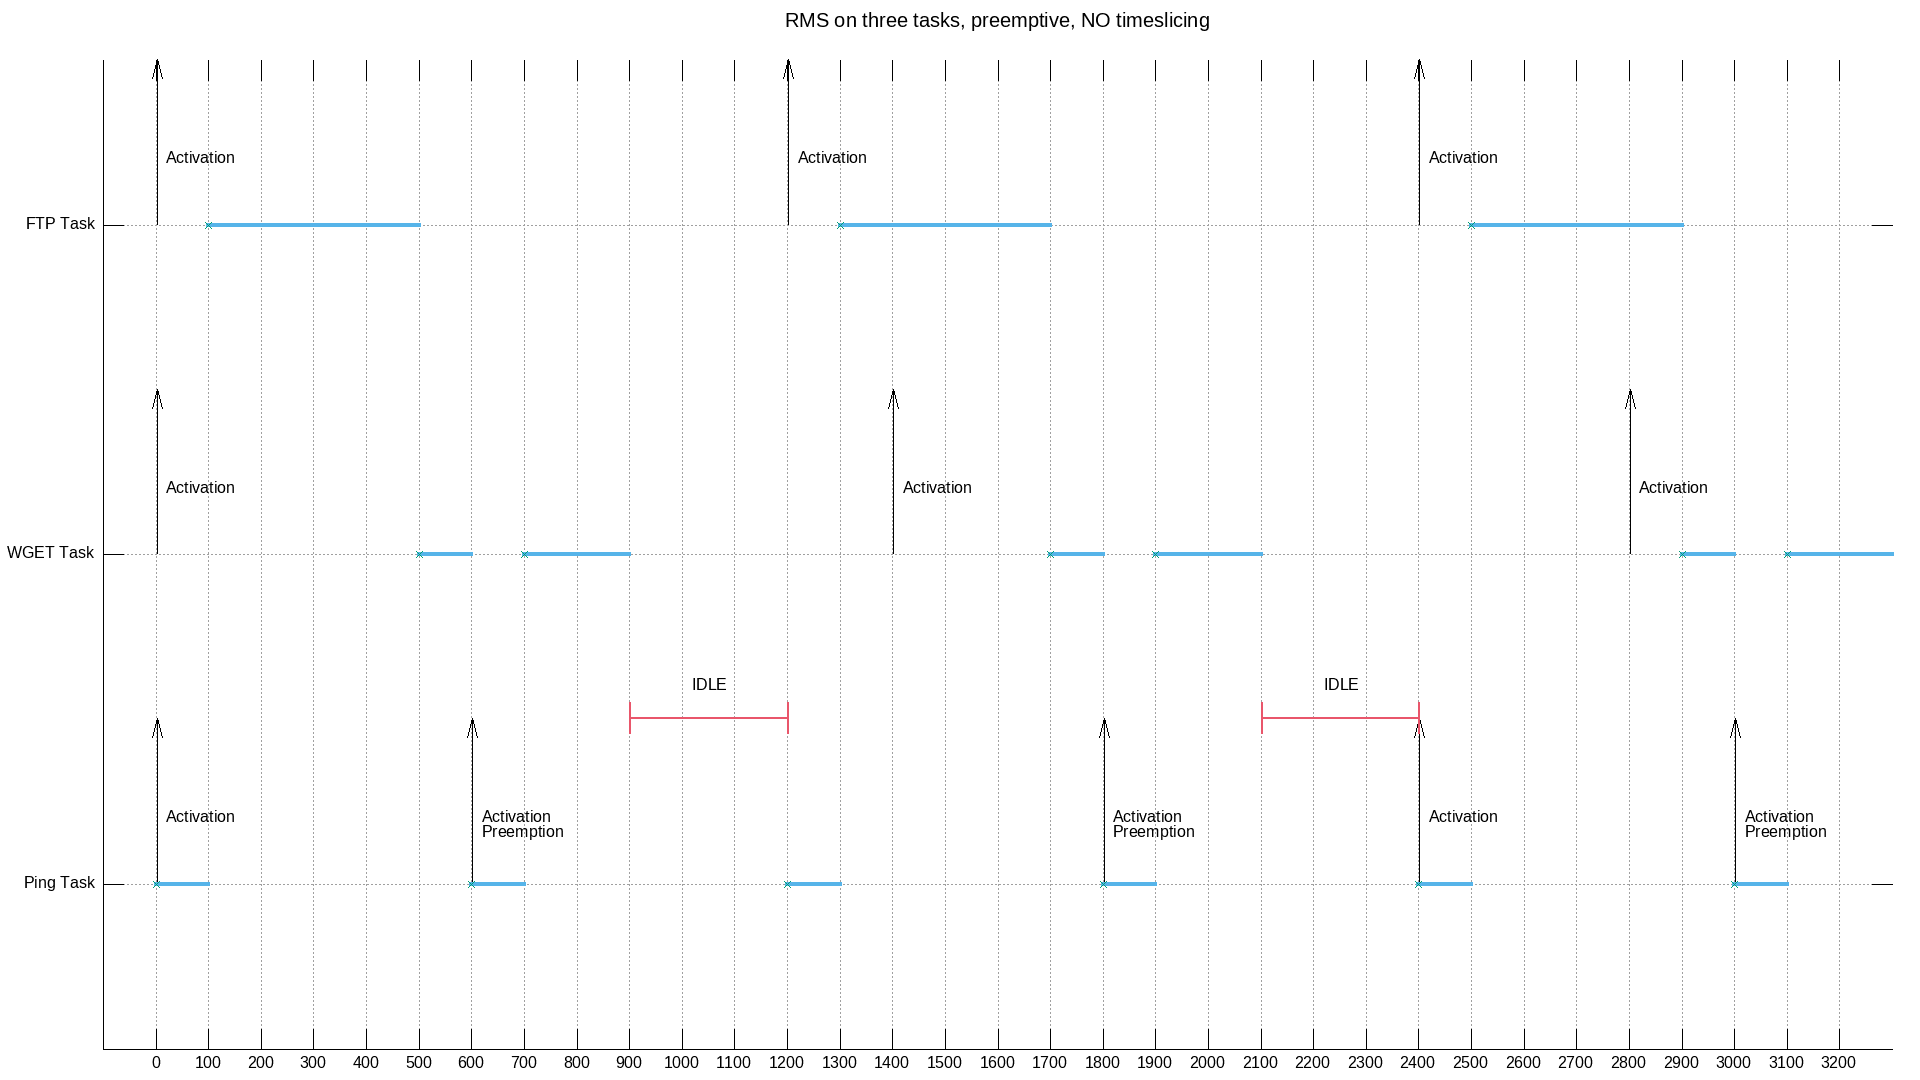 RMS on three tasks, preemptive, NO timeslicing
Activation
Activation
Activation
FTP Task
Activation
Activation
Activation
WGET Task
IDLE
IDLE
Activation
Activation
Preemption
Activation
Preemption
Activation
Activation
Preemption
Ping Task
0 100 200 300 400 500 600 700 800 900 1000 1100 1200 1300 1400 1500 1600 1700 1800 1900 2000 2100 2200 2300 2400 2500 2600 2700 2800 2900 3000 3100 3200